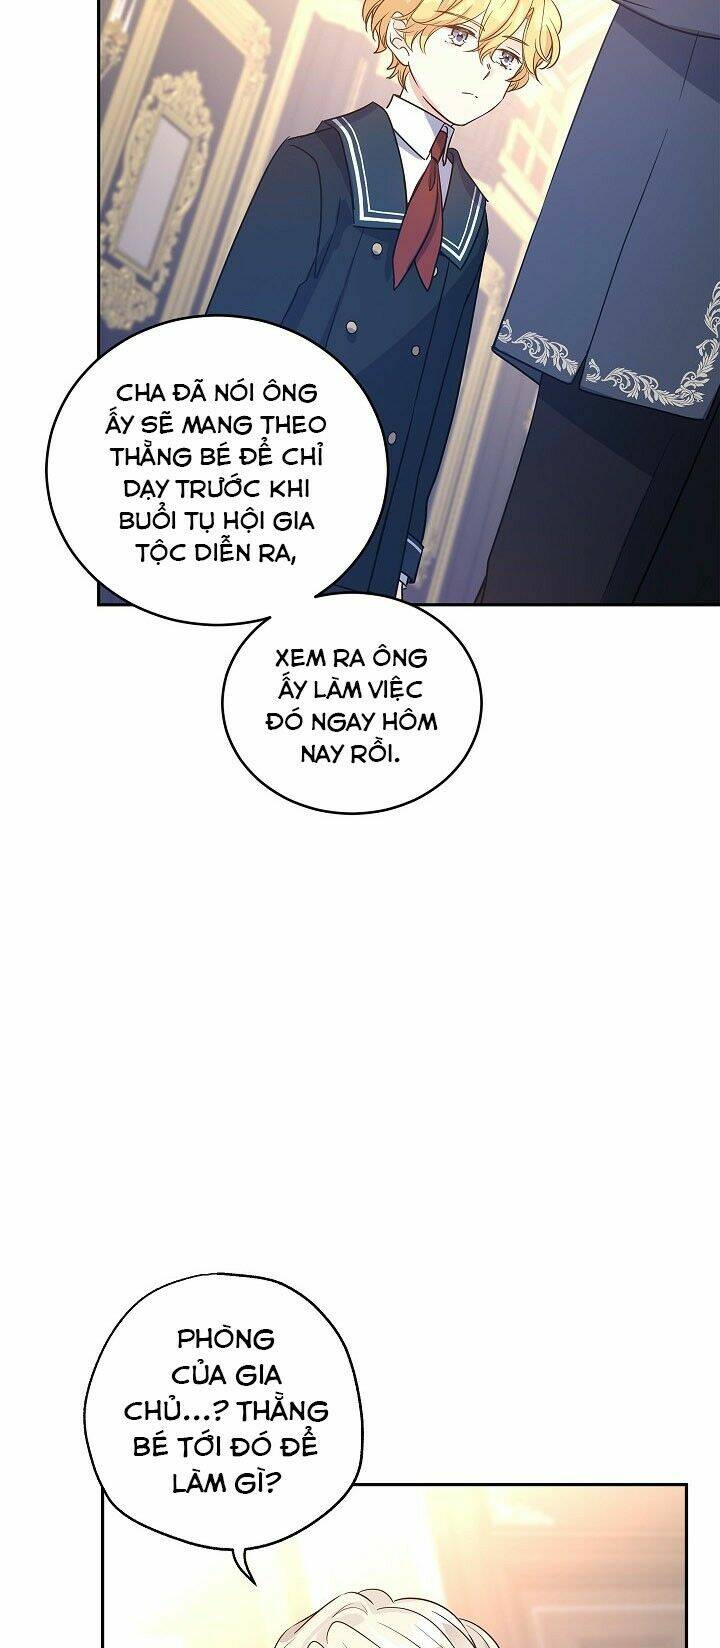 CHA ĐÃ NÓI ÔNG
ẤY SẼ MANG THEO
THẰNG BÉ ĐỂ CHỈ
DẠY TRƯỚC KHI
BUỔI TỤ HỘI GIA
TỘC DIỄN RA,
XEM RA ÔNG
ẤY LÀM VIỆC
ĐÓ NGAY HÔM
NAY RỒI.
PHÒNG
CỦA GIA
CHỦ...? THẰNG
BÉ TỚI ĐÓ ĐỂ
LÀM GÌ?